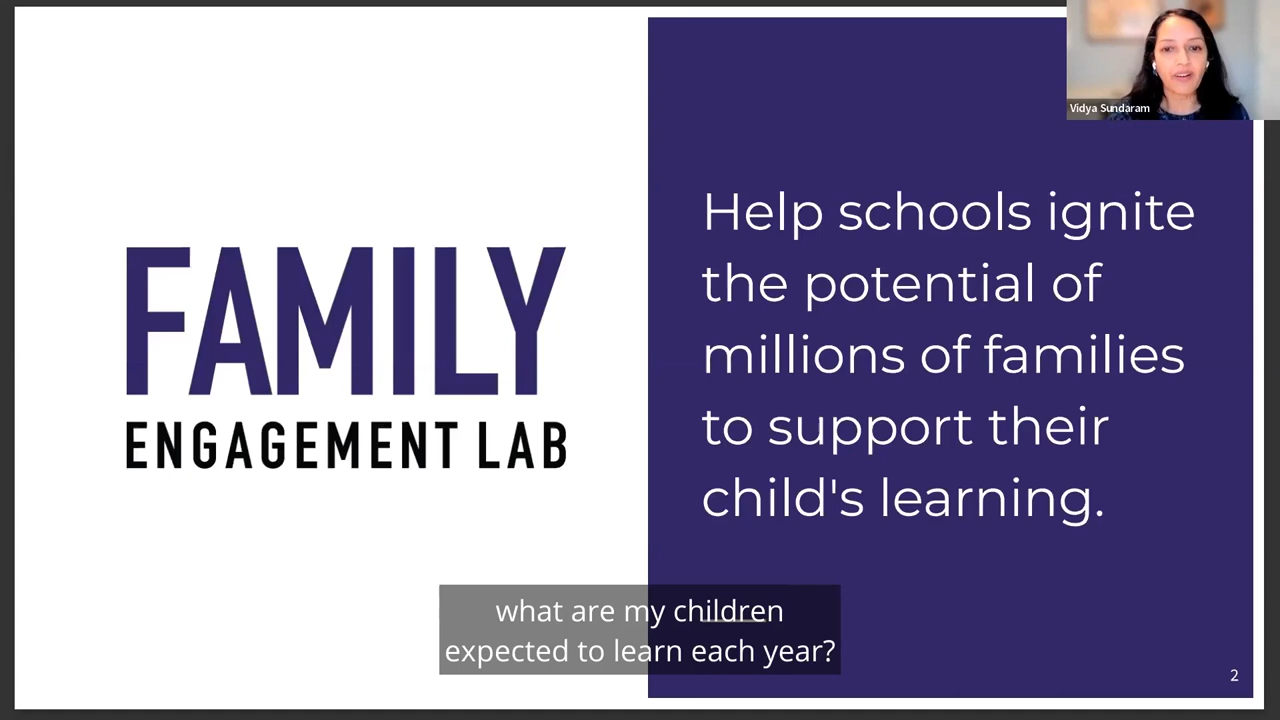 Vidya Sundaram
FAMILY
ENGAGEMENT LAB
Help schools ignite
the potential of
millions of families
to support their
child's learning.
what are my children
expected to learn each year?
2